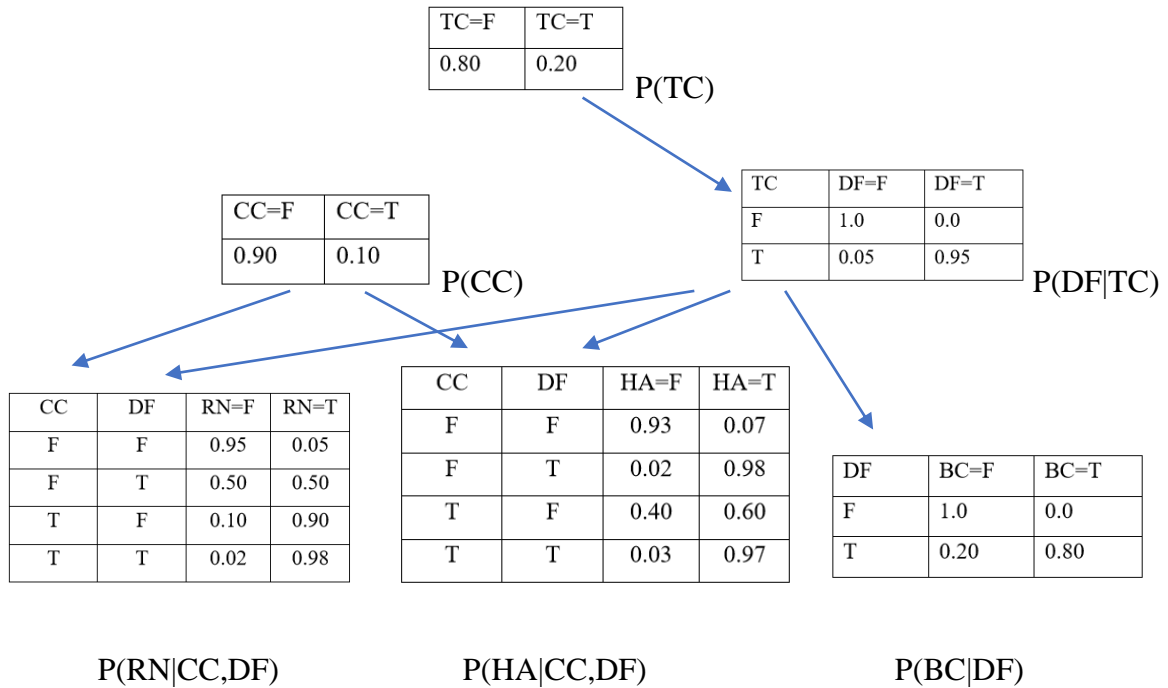 TC=F TC=T
0.80 0.20
P(TC)
TC DF=F DF=T
F 1.0 0.0
T 0.05 0.95
P(DF|TC)
CC=F CC=T
0.90 0.10
P(CC)
CC DF RN=F RN=T
F F 0.95 0.05
F T 0.50 0.50
T F 0.10 0.90
T T 0.02 0.98
CC DF HA=F HA=T
F F 0.93 0.07
F T 0.02 0.98
T F 0.40 0.60
T T 0.03 0.97
DF BC=F BC=T
F 1.0 0.0
T 0.20 0.80
P(RN|CC,DF) P(HA|CC,DF) P(BC|DF)